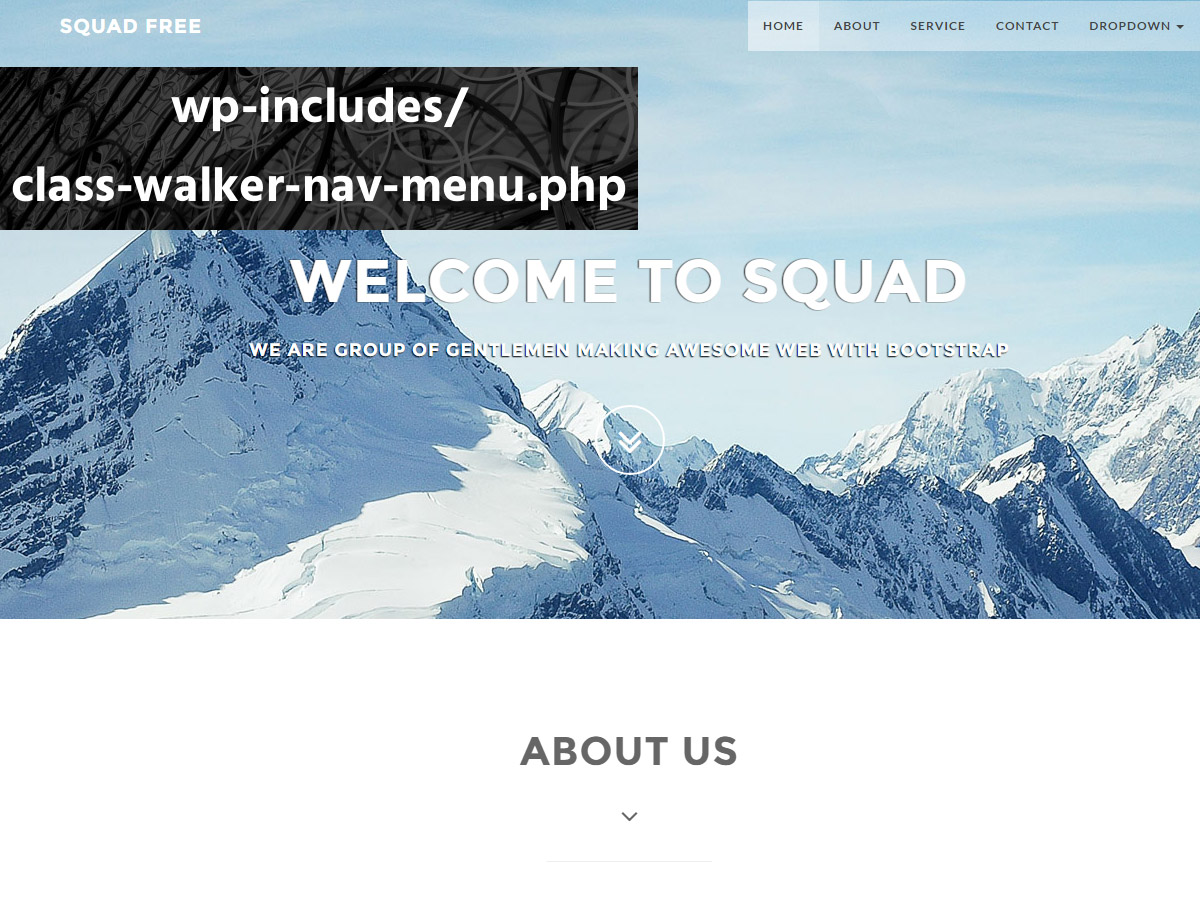 SQUAD FREE
HOME ABOUT SERVICE CONTACT DROPDOWN
wp-includes/
class-walker-nav-menu.php
WELCOME TO SQUAD
WE ARE GROUP OF GENTLEMEN MAKING AWESOME WEB WITH BOOTSTRAP
ABOUT US